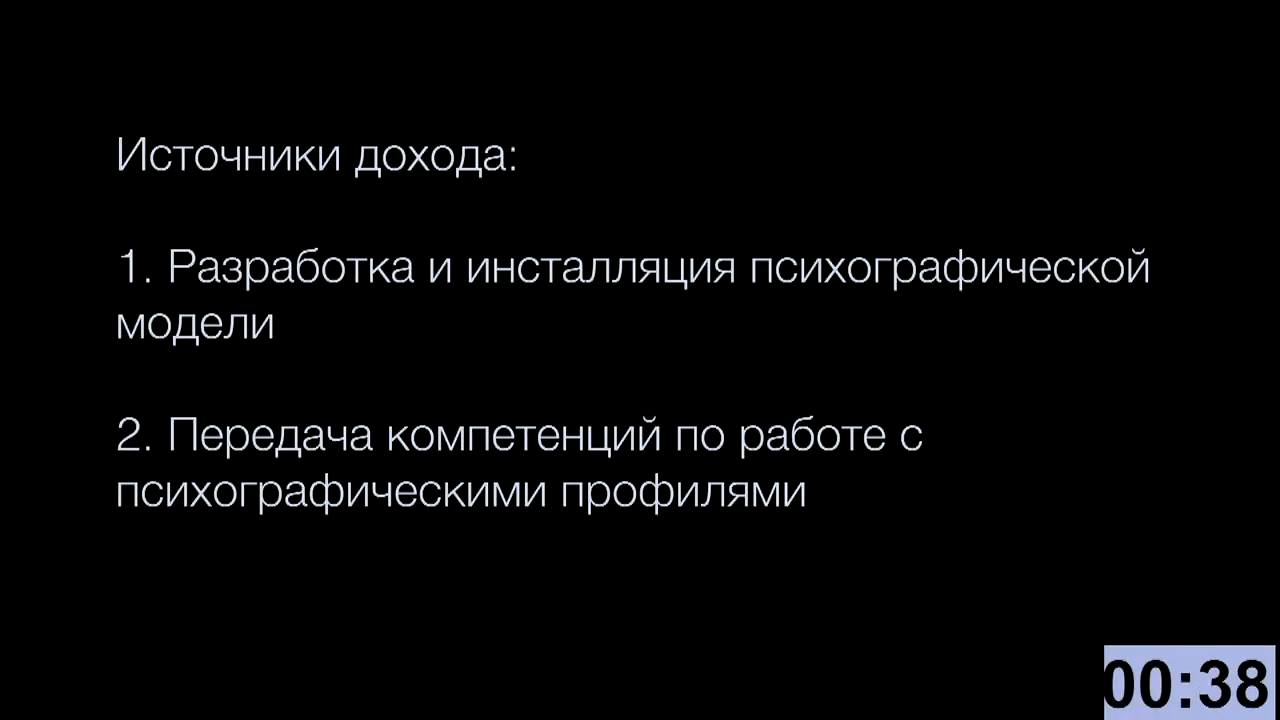 Источники дохода:
1. Разработка и инсталляция психографической
модели
2. Передача компетенций по работе с
психографическими профилями
00:38